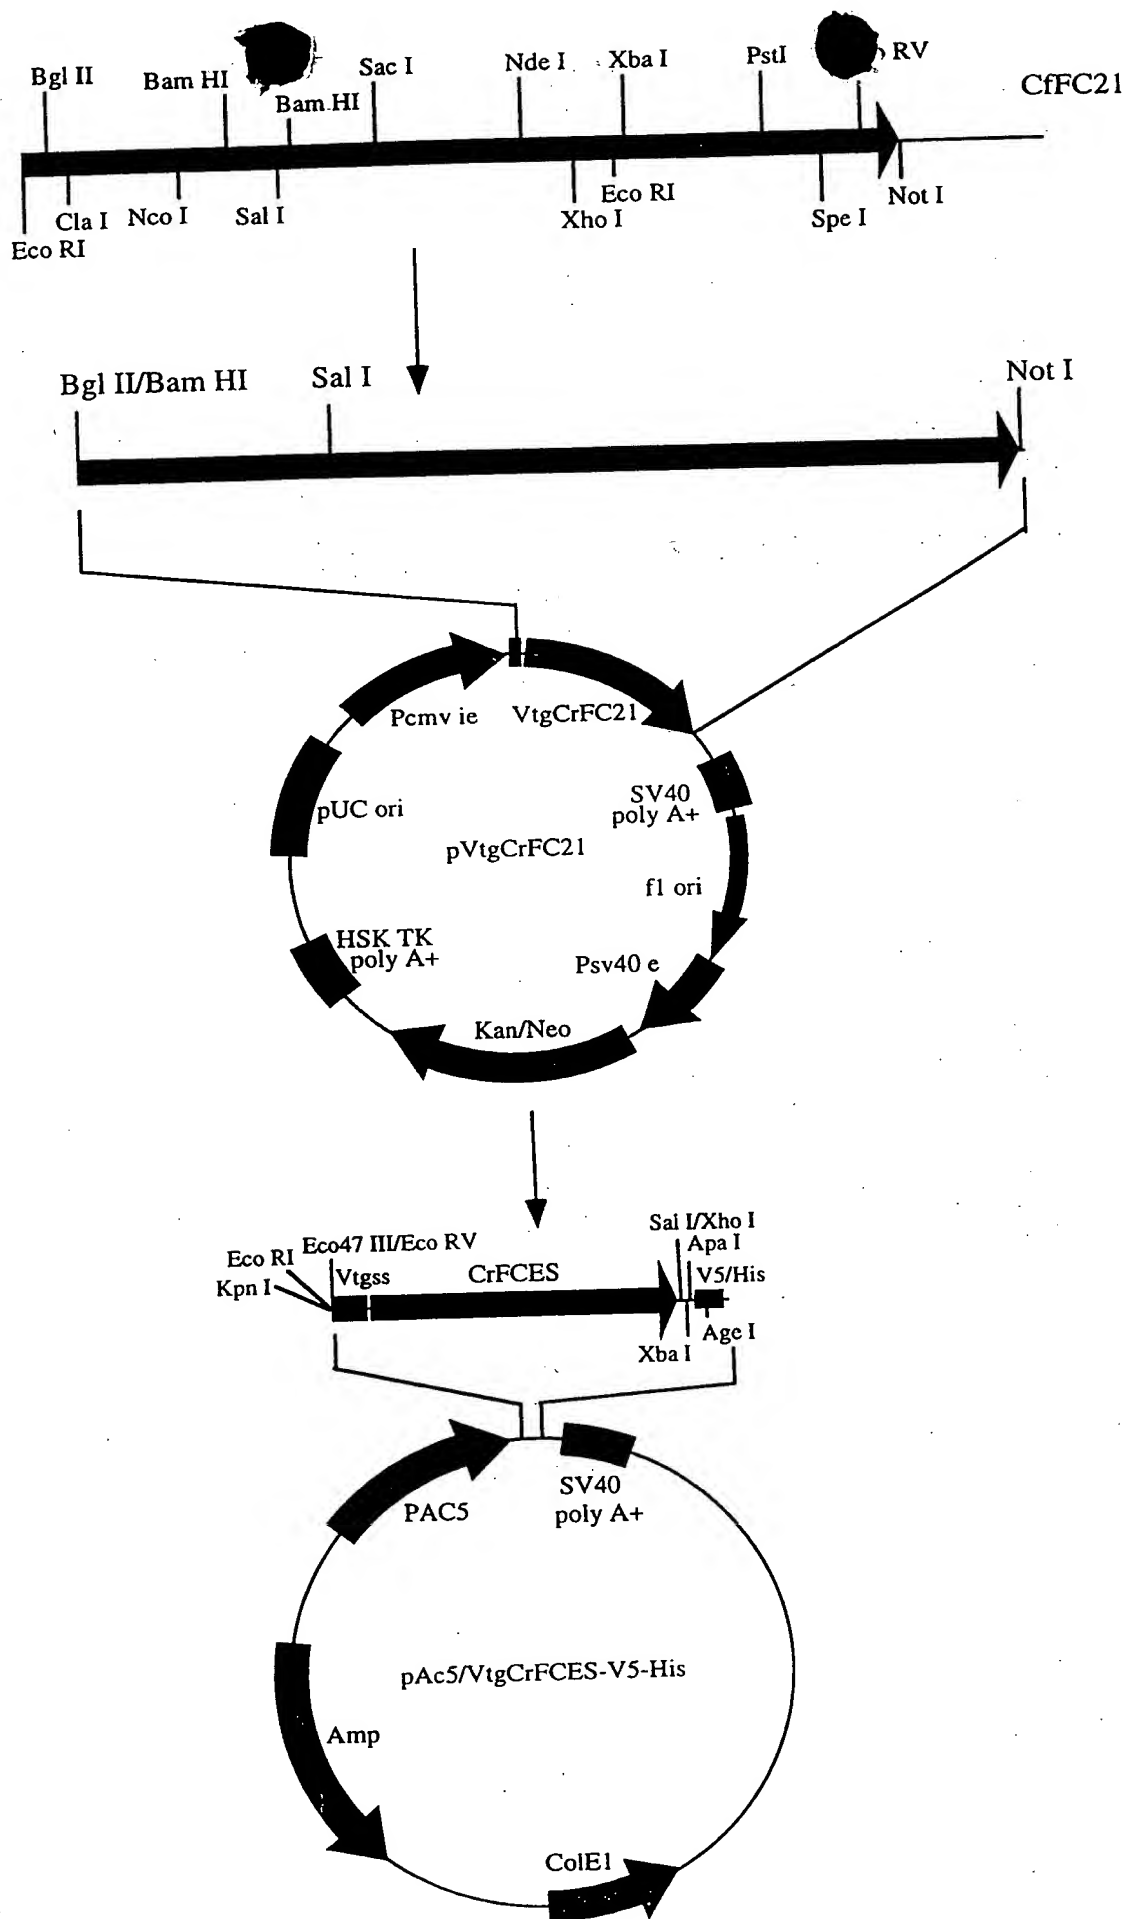 Bgl II
Bam HI
Bam HI
Sac I
Nde I
Xba I
PstI
RV
CfFC21
Eco RI
Cla I
Nco I
Sal I
Xho I
Eco RI
Spe I
Not I
Bgl II/Bam HI
Sal I
Not I
Pcmv ie
VtgCrFC21
pUC ori
SV40
poly A+
pVtgCrFC21
f1 ori
HSK TK
poly A+
Psv40 e
Kan/Neo
Sal I/Xho I
Eco47 III/Eco RV
Apa I
Eco RI
Kpn I
Vtgss
CrFCES
V5/His
Age I
Xba I
PAC5
SV40
poly A+
pAc5/VtgCrFCES-V5-His
Amp
ColE1